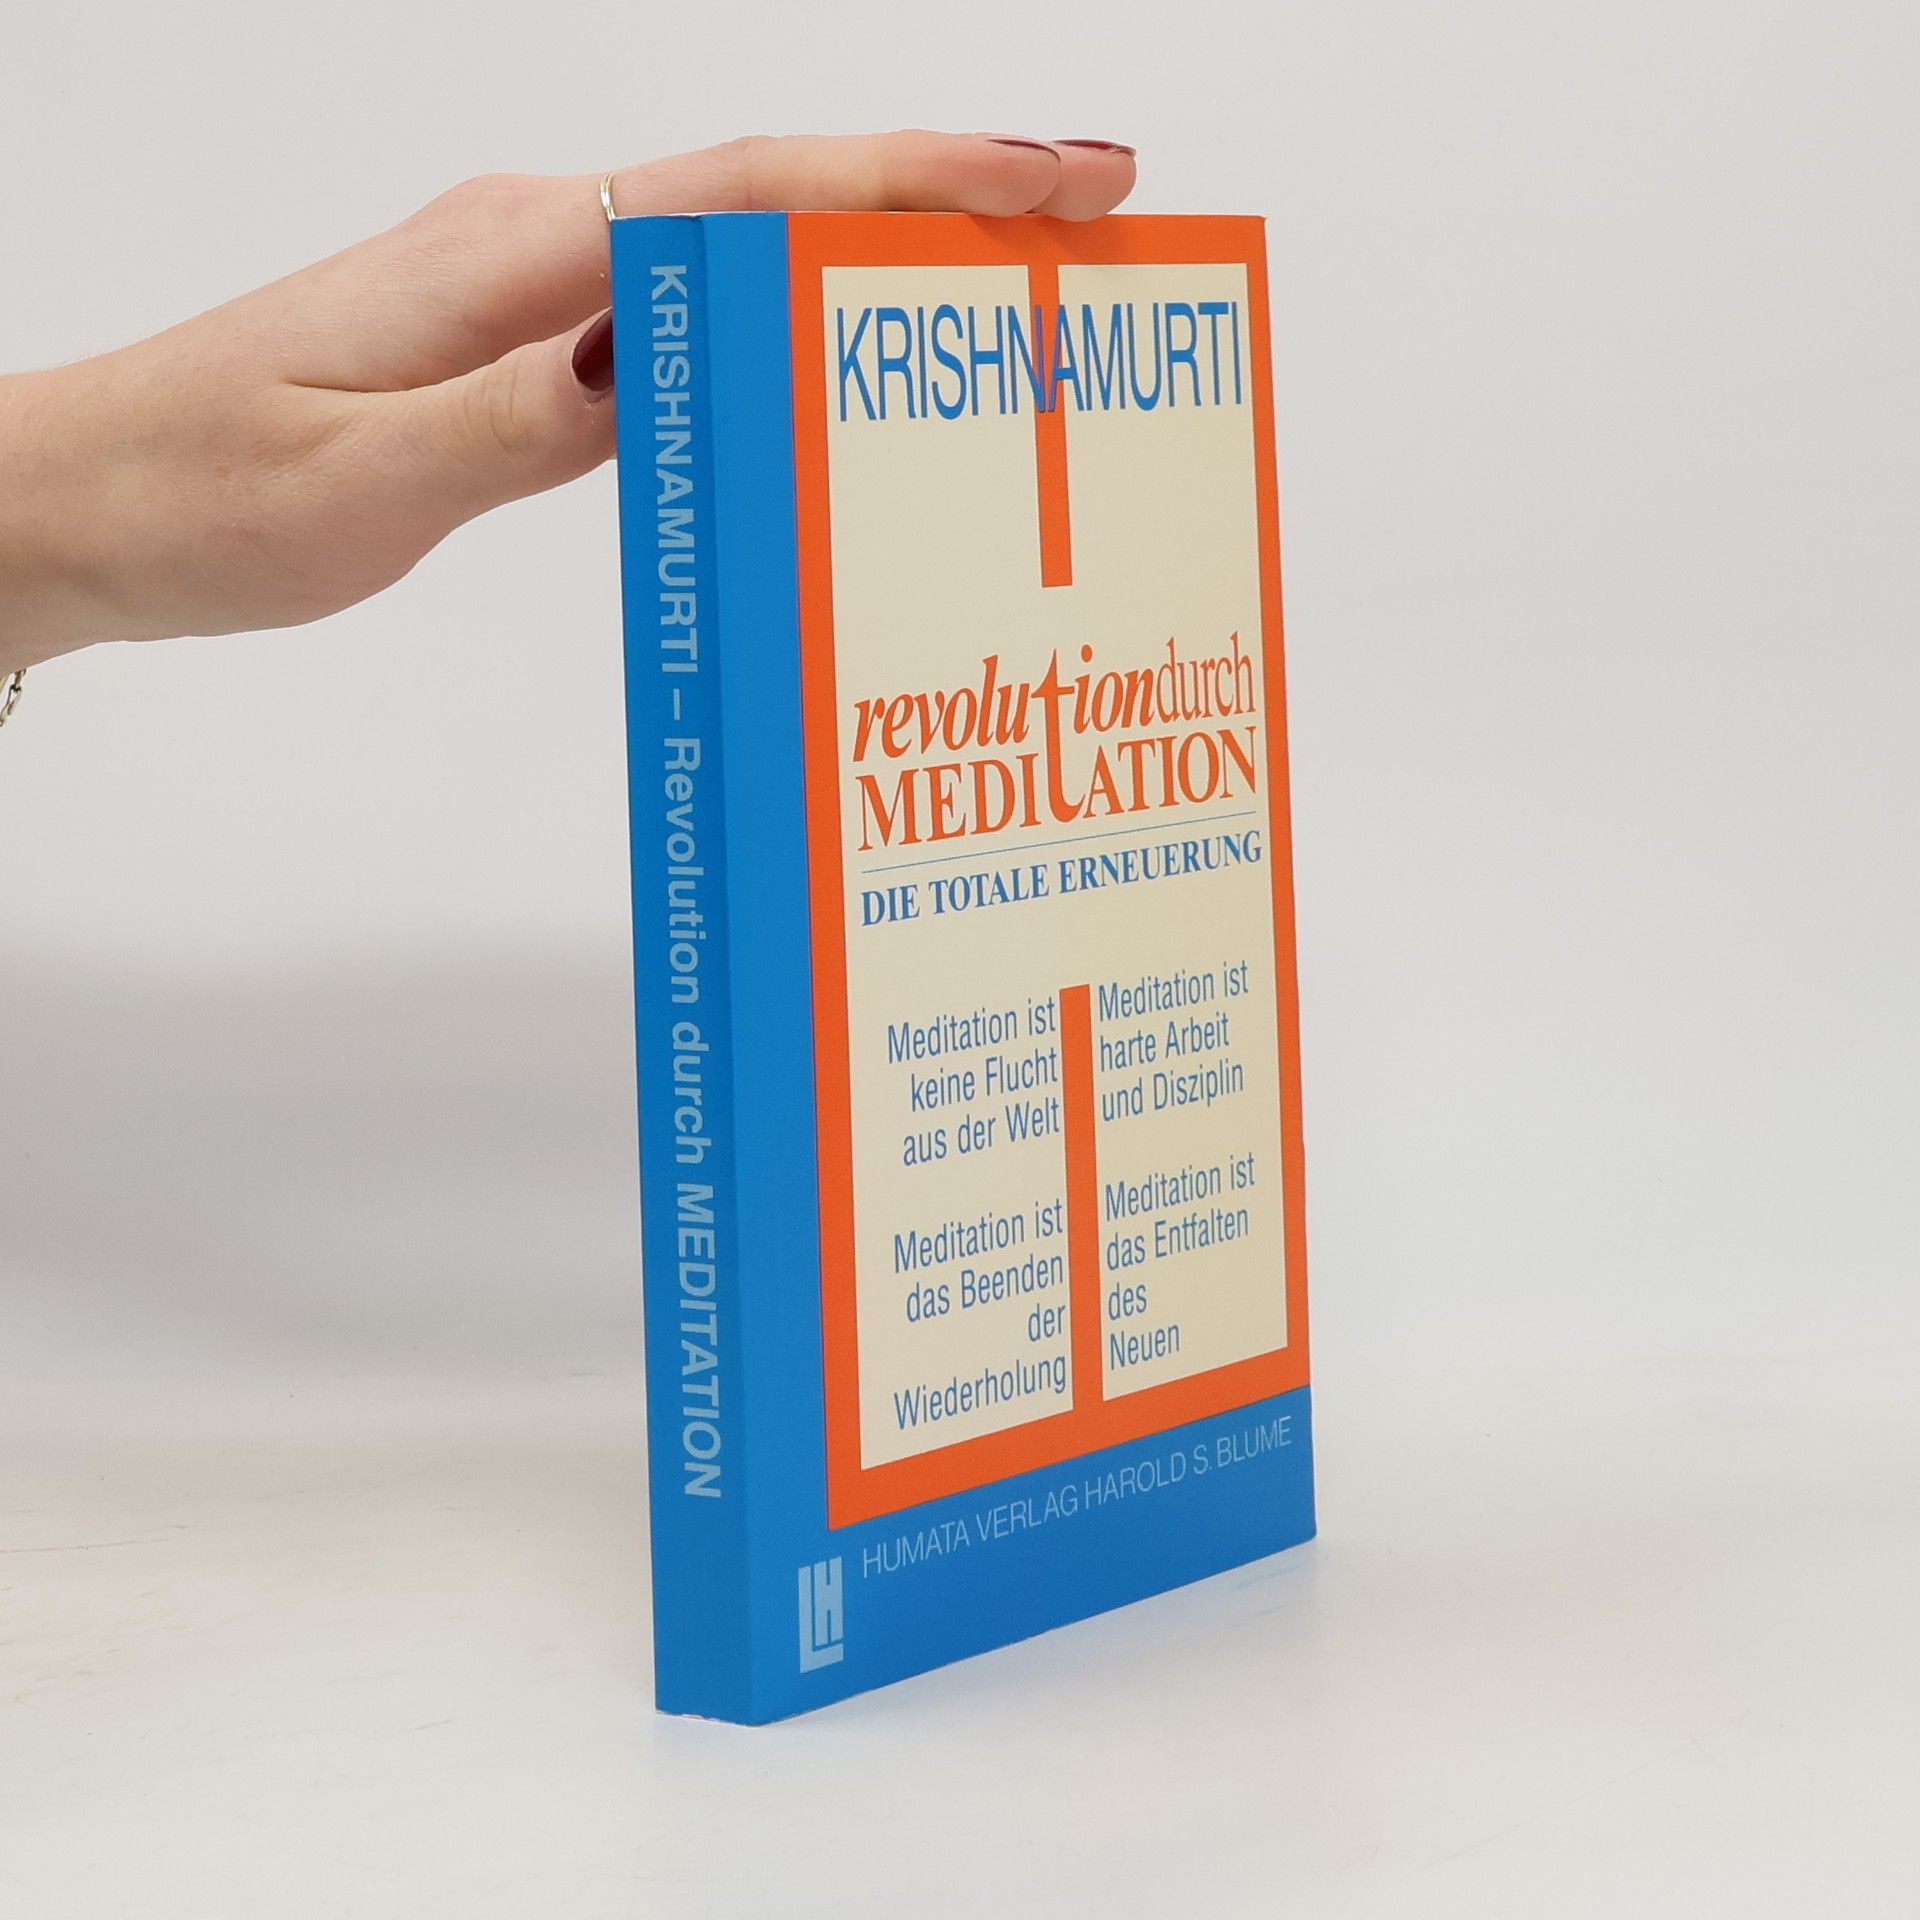 KRISHNAMURTI – Revolution durch MEDITATION
KRISHNAMURTI
revolutiondurch
MEDITATION
DIE TOTALE ERNEUERUNG
Meditation ist
keine Flucht
aus der Welt
Meditation ist
harte Arbeit
und Disziplin
Meditation ist
das Beenden
der
Wiederholung
Meditation ist
das Entfalten
des
Neuen
HUMATA VERLAG HAROLD S. BLUME